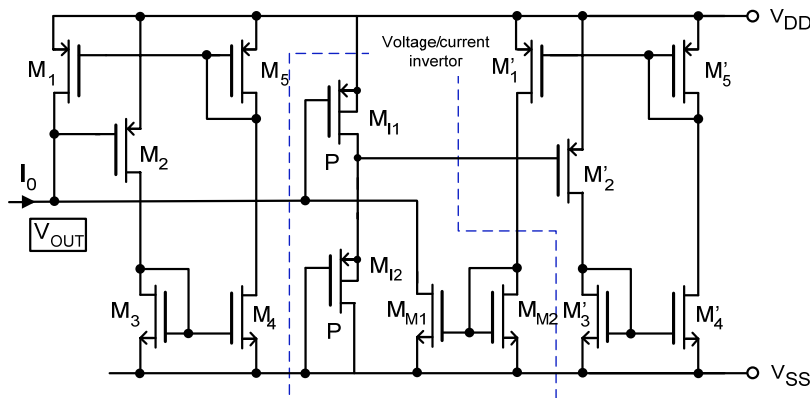 V_DD
Voltage/current
invertor
M_1
M_5
M'_1
M'_5
M_I1
M_2
P
M'_2
I_0
V_OUT
M_I2
P
M_3
M_4
M_M1
M_M2
M'_3
M'_4
V_SS